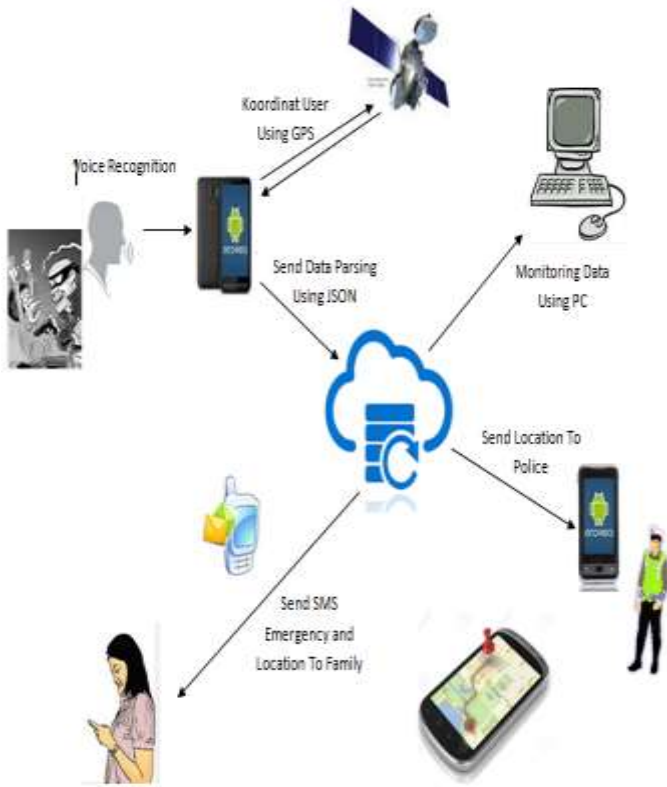 Koordinat User
Using GPS
Voice Recognition
Send Data Parsing
Using JSON
Monitoring Data
Using PC
Send Location To
Police
Send SMS
Emergency and
Location To Family